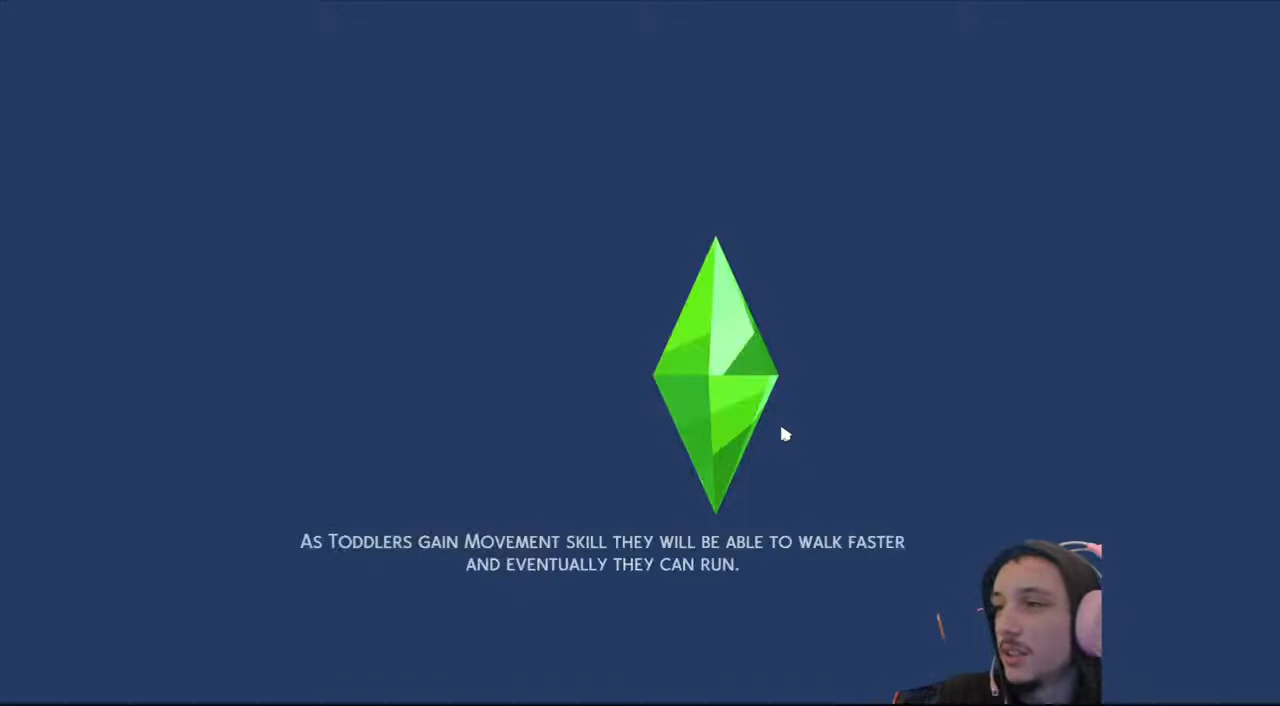 As Toddlers gain Movement skill they will be able to walk faster
and eventually they can run.